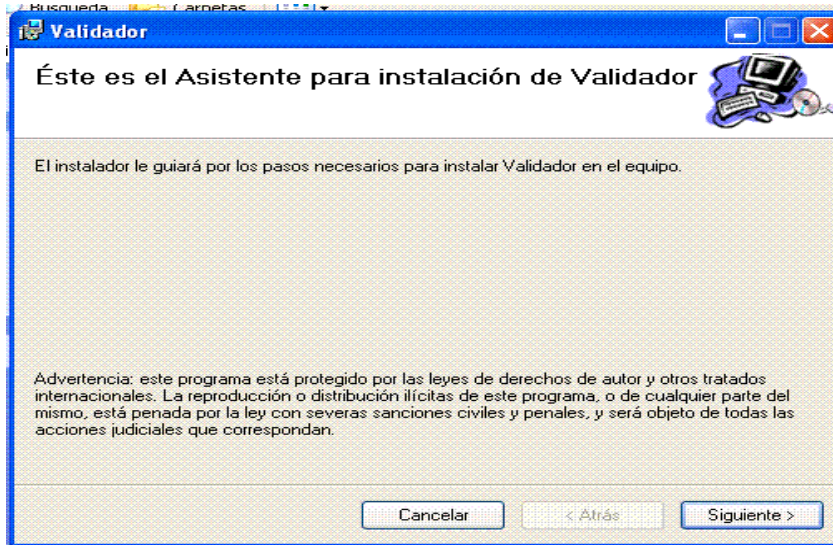 Búsqueda Carpetas
Validador
Éste es el Asistente para instalación de Validador
El instalador le guiará por los pasos necesarios para instalar Validador en el equipo.
Advertencia: este programa está protegido por las leyes de derechos de autor y otros tratados
internacionales. La reproducción o distribución ilícitas de este programa, o de cualquier parte del
mismo, está penada por la ley con severas sanciones civiles y penales, y será objeto de todas las
acciones judiciales que correspondan.
Cancelar < Atrás Siguiente >